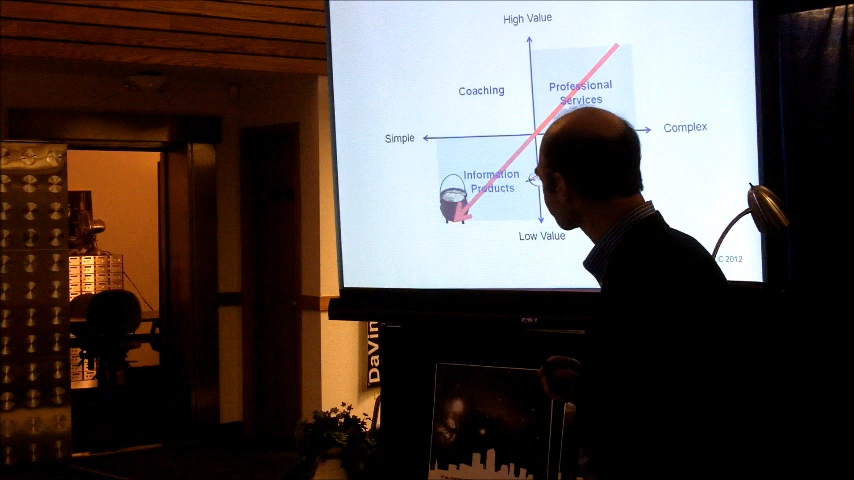 High Value
Coaching
Professional
Services
Simple
Complex
Information
Products
Low Value
C 2012
DaVin